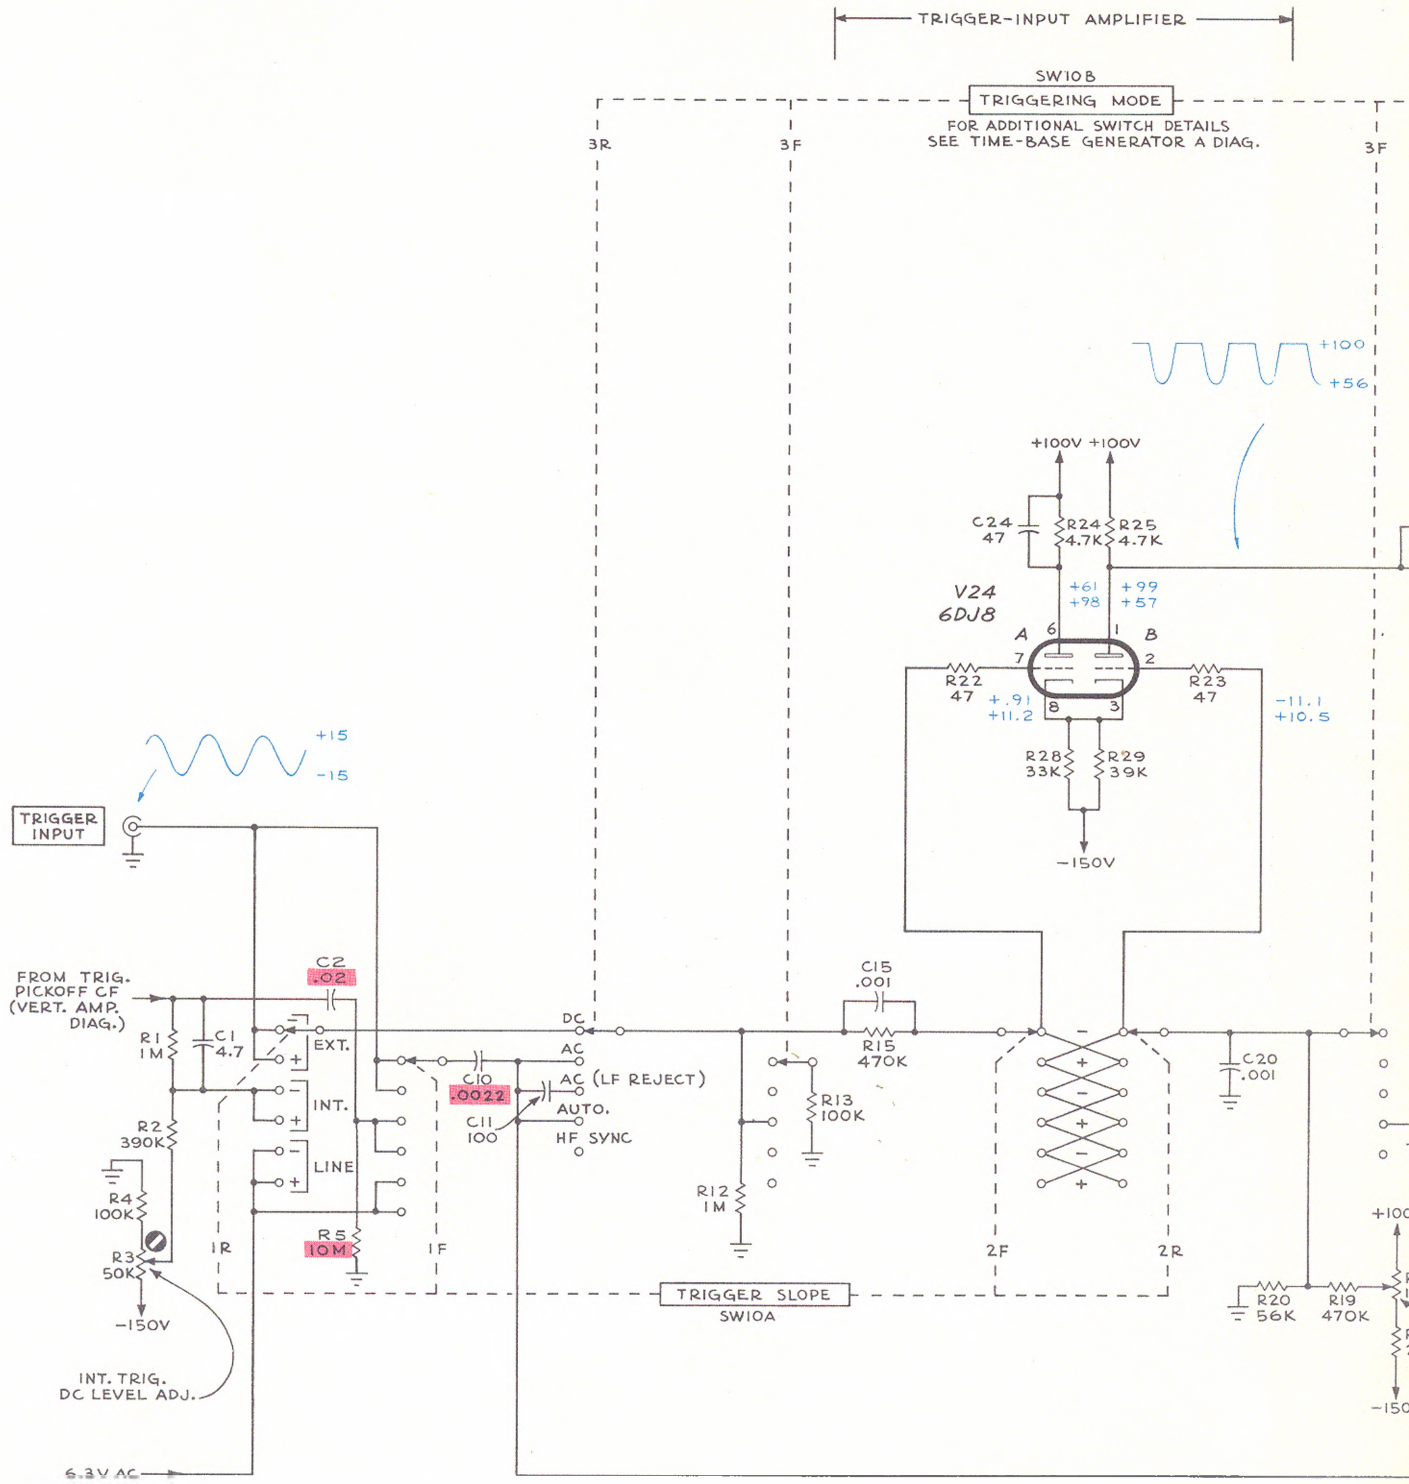 TRIGGER-INPUT AMPLIFIER
SW10B
TRIGGERING MODE
FOR ADDITIONAL SWITCH DETAILS
SEE TIME-BASE GENERATOR A DIAG.
3R
3F
3F
+100
+56
+100V +100V
C24
47
R24
4.7K
R25
4.7K
+61
+98
+99
+57
V24
6DJ8
A
6
1
B
7
2
R22
47
R23
47
+.91
+11.2
8
3
-11.1
+10.5
R28
33K
R29
39K
-150V
+15
-15
TRIGGER
INPUT
FROM TRIG.
PICKOFF CF
(VERT. AMP.
DIAG.)
C2
.02
C15
.001
R1
1M
C1
4.7
-
EXT.
+
DC
AC
AC (LF REJECT)
AUTO.
HF SYNC
C10
.0022
C11
100
-
INT.
+
R2
390K
-
LINE
+
R4
100K
R3
50K
-150V
INT. TRIG.
DC LEVEL ADJ.
6.3V AC
R5
10M
1R
1F
R15
470K
R13
100K
R12
1M
-
+
-
+
-
+
2F
2R
TRIGGER SLOPE
SW10A
C20
.001
R20
56K
R19
470K
+100
-150